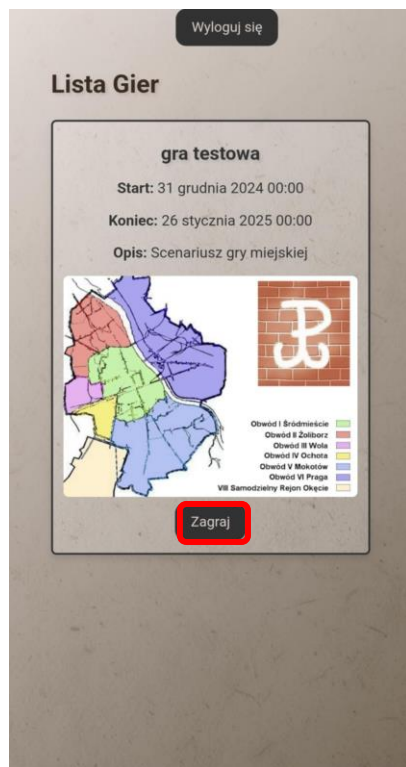 Wyloguj się
Lista Gier
gra testowa
Start: 31 grudnia 2024 00:00
Koniec: 26 stycznia 2025 00:00
Opis: Scenariusz gry miejskiej
Obwód I Śródmieście
Obwód II Żoliborz
Obwód III Wola
Obwód IV Ochota
Obwód V Mokotów
Obwód VI Praga
VIII Samodzielny Rejon Okęcie
Zagraj